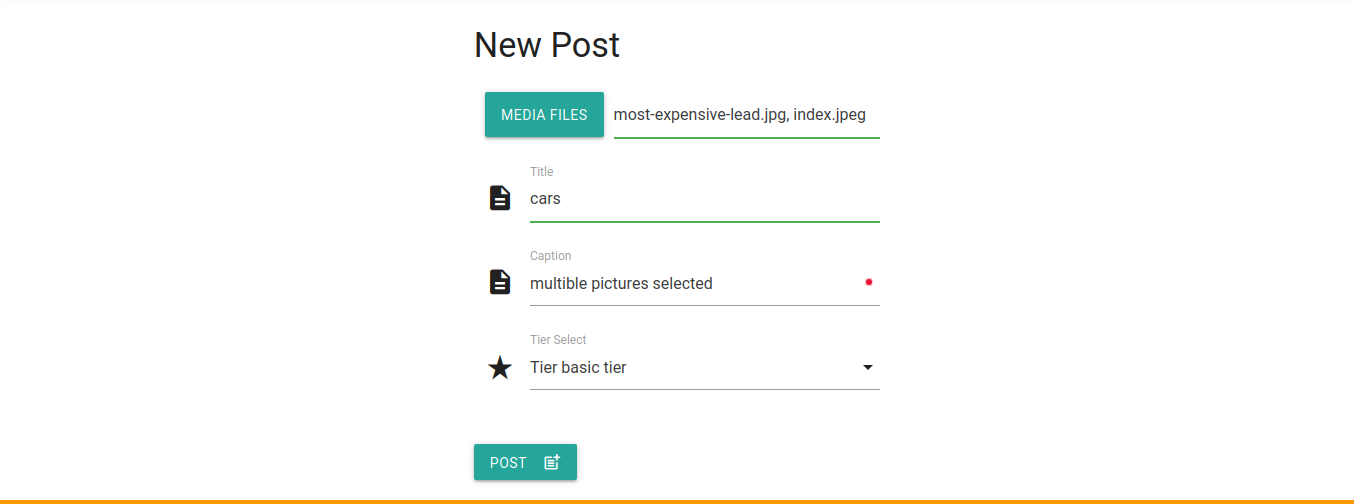 New Post
MEDIA FILES most-expensive-lead.jpg, index.jpeg
Title
cars
Caption
multible pictures selected
Tier Select
Tier basic tier
POST